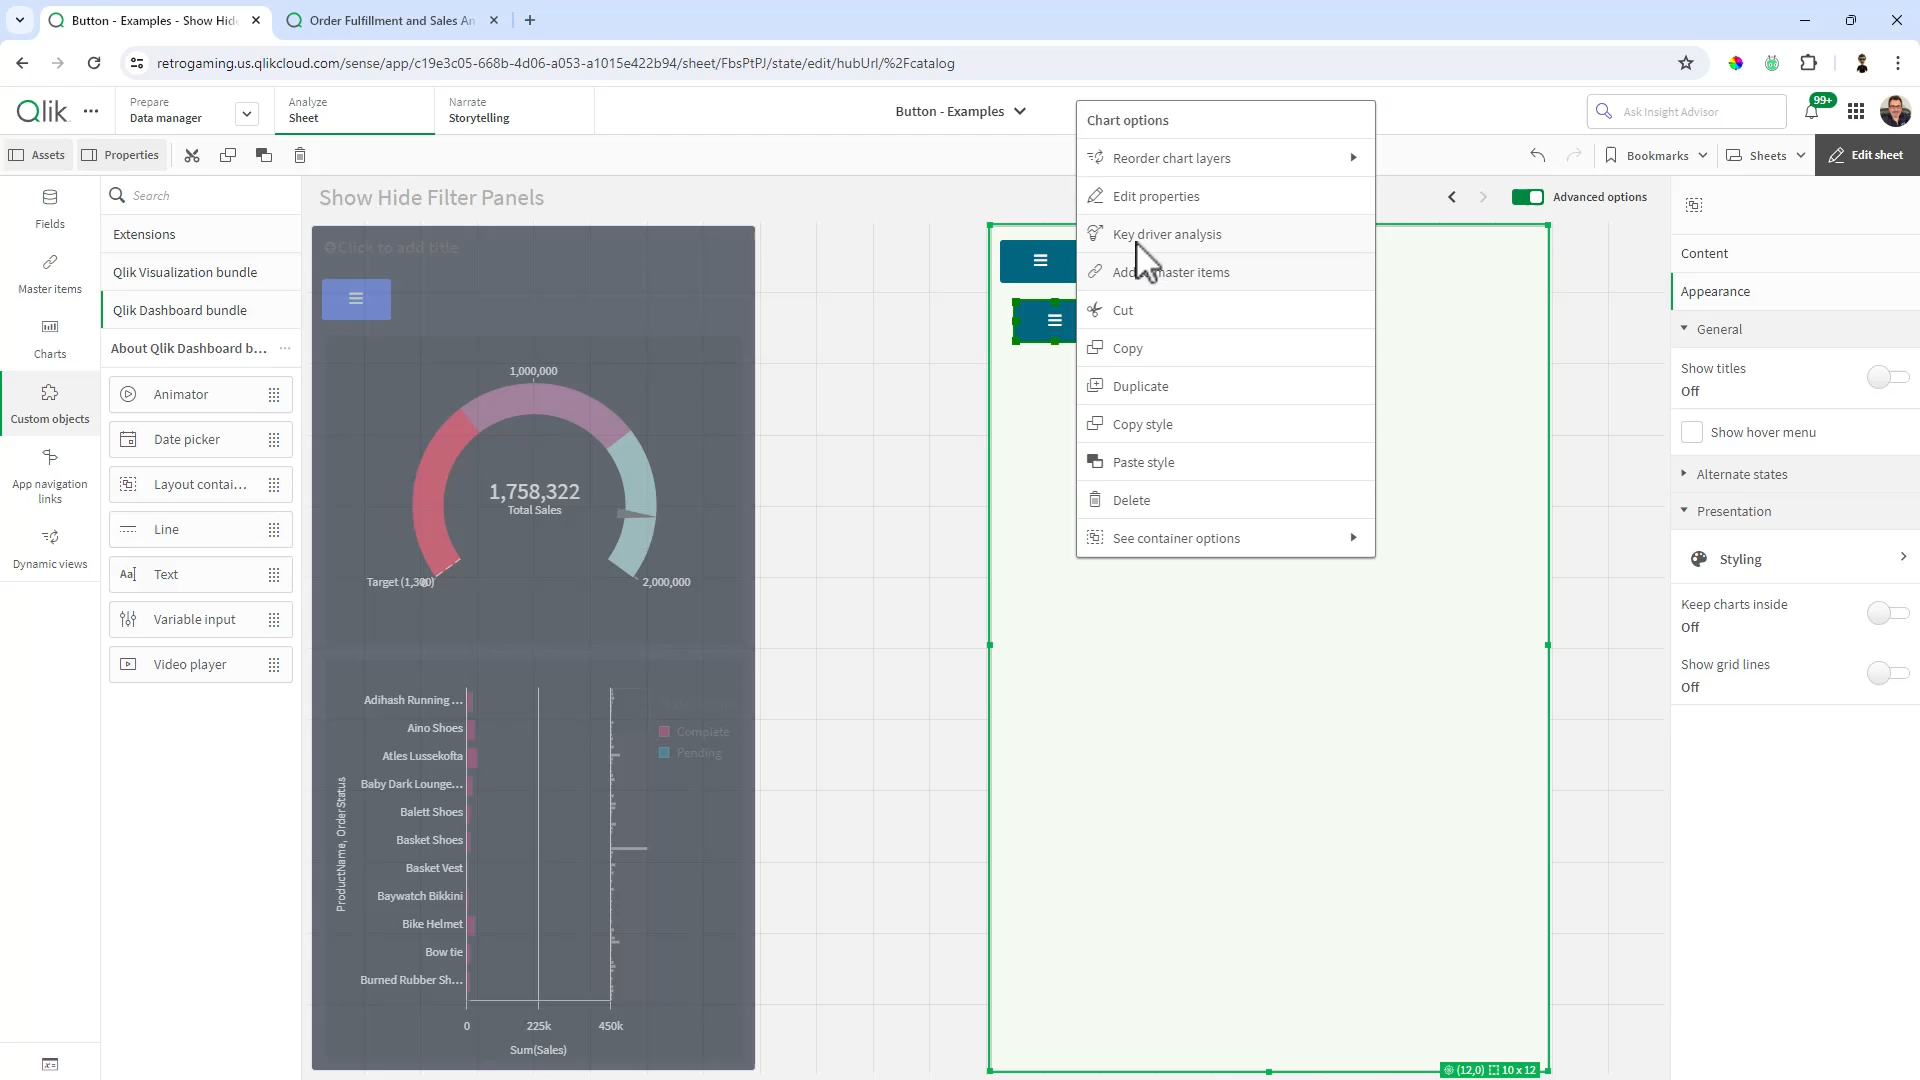 Button - Examples - Show Hid
Order Fulfillment and Sales An
retrogaming.us.qlikcloud.com/sense/app/c19e3c05-668b-4d06-a053-a1015e422b94/sheet/FbsPtPJ/state/edit/hubUrl/%2Fcatalog
Qlik
Prepare
Data manager
Analyze
Sheet
Narrate
Storytelling
Button - Examples
Ask Insight Advisor
99+
Assets
Properties
Bookmarks
Sheets
Edit sheet
Fields
Master items
Charts
Custom objects
App navigation
links
Dynamic views
Search
Extensions
Qlik Visualization bundle
Qlik Dashboard bundle
About Qlik Dashboard b...
Animator
Date picker
Layout contai...
Line
Text
Variable input
Video player
Show Hide Filter Panels
Click to add title
1,000,000
1,758,322
Total Sales
Target (1,300)
2,000,000
Adihash Running ...
Aino Shoes
Atles Lussekofta
Baby Dark Lounge...
Balett Shoes
Basket Shoes
Basket Vest
Baywatch Bikkini
Bike Helmet
Bow tie
Burned Rubber Sh...
ProductName, OrderStatus
0
225k
450k
Sum(Sales)
Complete
Pending
Chart options
Reorder chart layers
Edit properties
Key driver analysis
Add master items
Cut
Copy
Duplicate
Copy style
Paste style
Delete
See container options
(12,0) 10 x 12
Advanced options
Content
Appearance
General
Show titles
Off
Show hover menu
Alternate states
Presentation
Styling
Keep charts inside
Off
Show grid lines
Off